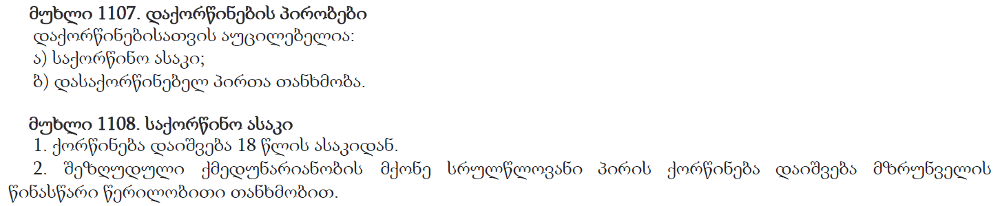 მუხლი 1107. დაქორწინების პირობები
დაქორწინებისათვის აუცილებელია:
ა) საქორწინო ასაკი;
ბ) დასაქორწინებელ პირთა თანხმობა.
მუხლი 1108. საქორწინო ასაკი
1. ქორწინება დაიშვება 18 წლის ასაკიდან.
2. შეზღუდული ქმედუნარიანობის მქონე სრულწლოვანი პირის ქორწინება დაიშვება მზრუნველის
წინასწარი წერილობითი თანხმობით.